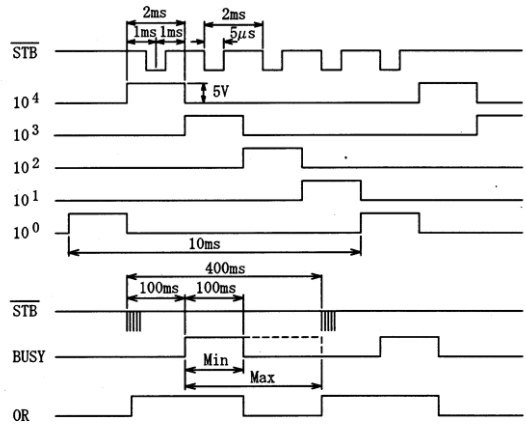 2ms 2ms
1ms 1ms 5μs
STB
10⁴ 5V
10³
10²
10¹
10⁰
10ms
400ms
100ms 100ms
STB
BUSY
Min
Max
OR